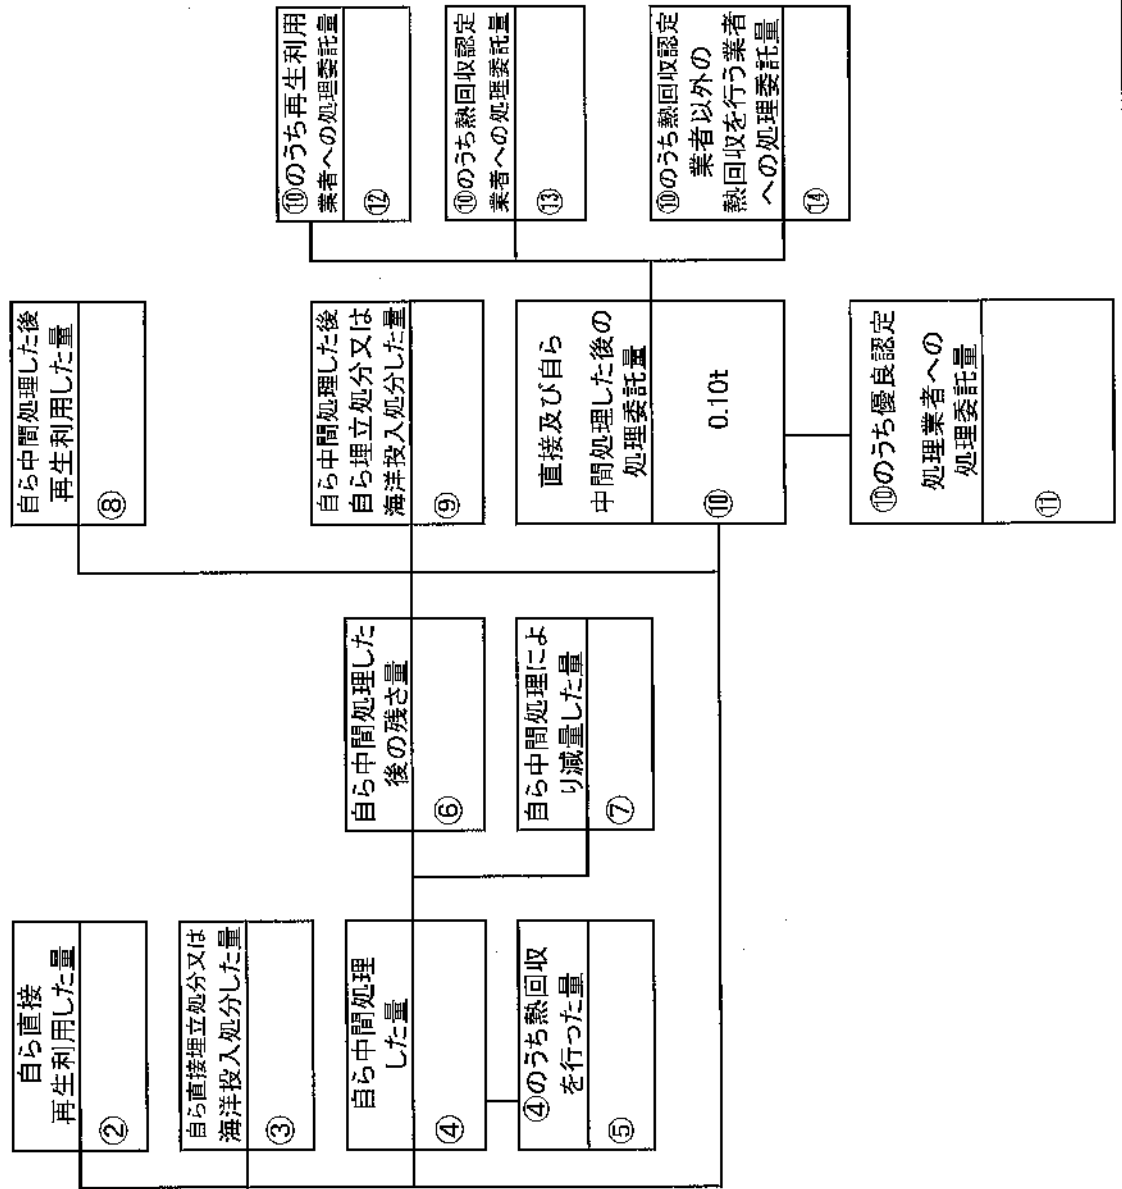 自ら直接
再生利用した量
②
自ら直接埋立処分又は
海洋投入処分した量
③
自ら中間処理
した量
④
④のうち熱回収
を行った量
⑤
自ら中間処理した
後の残さ量
⑥
自ら中間処理によ
り減量した量
⑦
自ら中間処理した後
再生利用した量
⑧
自ら中間処理した後
自ら埋立処分又は
海洋投入処分した量
⑨
直接及び自ら
中間処理した後の
処理委託量
⑩ 0.10t
⑩のうち優良認定
処理業者への
処理委託量
⑪
⑩のうち再生利用
業者への処理委託量
⑫
⑩のうち熱回収認定
業者への処理委託量
⑬
⑩のうち熱回収認定
業者以外の
熱回収を行う業者
への処理委託量
⑭